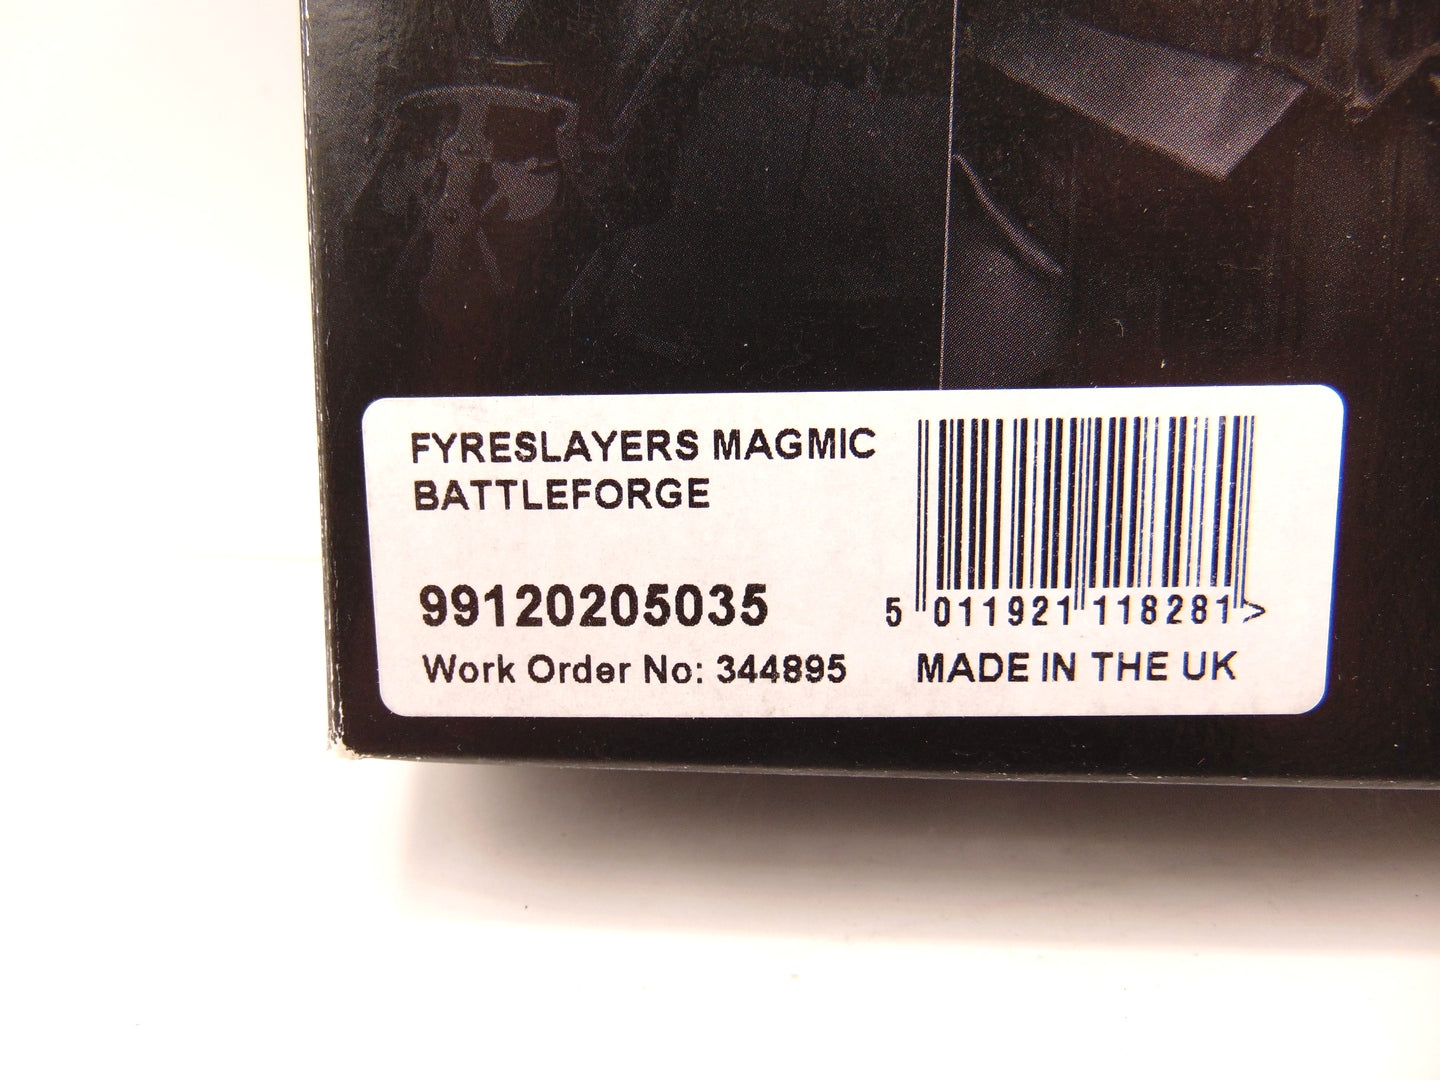 FYRESLAYERS MAGMIC
BATTLEFORGE
99120205035
5 011921 118281 >
Work Order No: 344895
MADE IN THE UK